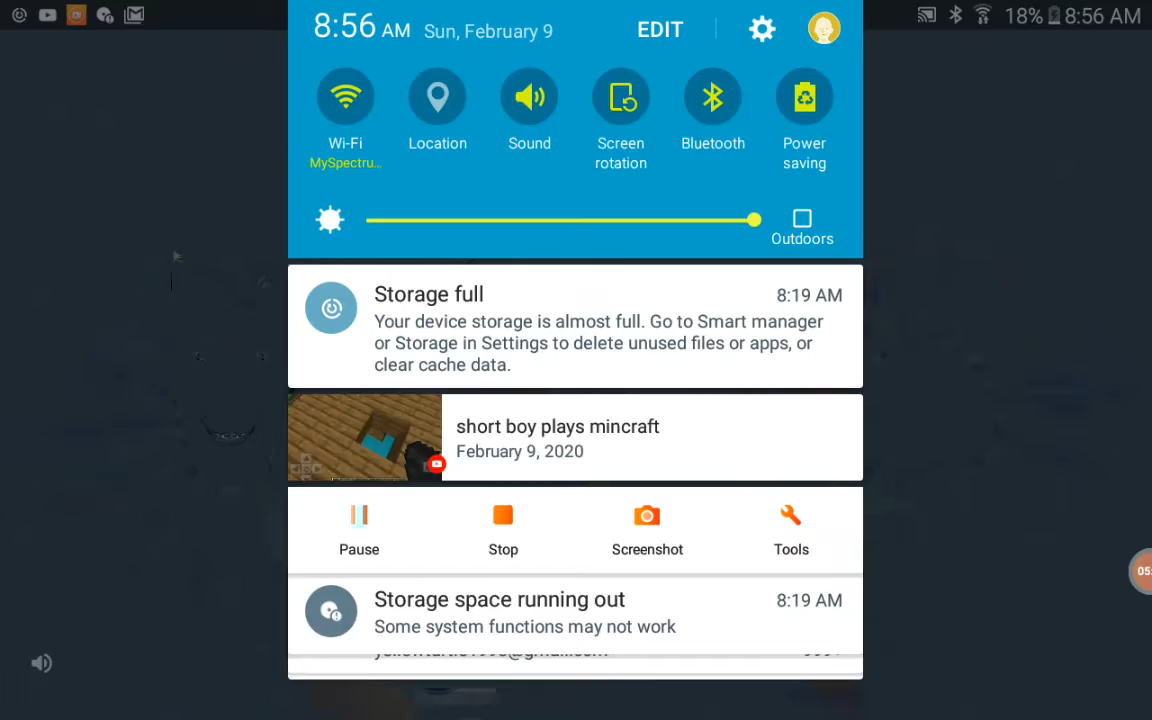 18% 8:56 AM
8:56 AM Sun, February 9 EDIT
Wi-Fi Location Sound Screen rotation Bluetooth Power saving
MySpectru...
Outdoors
Storage full 8:19 AM
Your device storage is almost full. Go to Smart manager
or Storage in Settings to delete unused files or apps, or
clear cache data.
short boy plays mincraft
February 9, 2020
Pause Stop Screenshot Tools
Storage space running out 8:19 AM
Some system functions may not work
05: